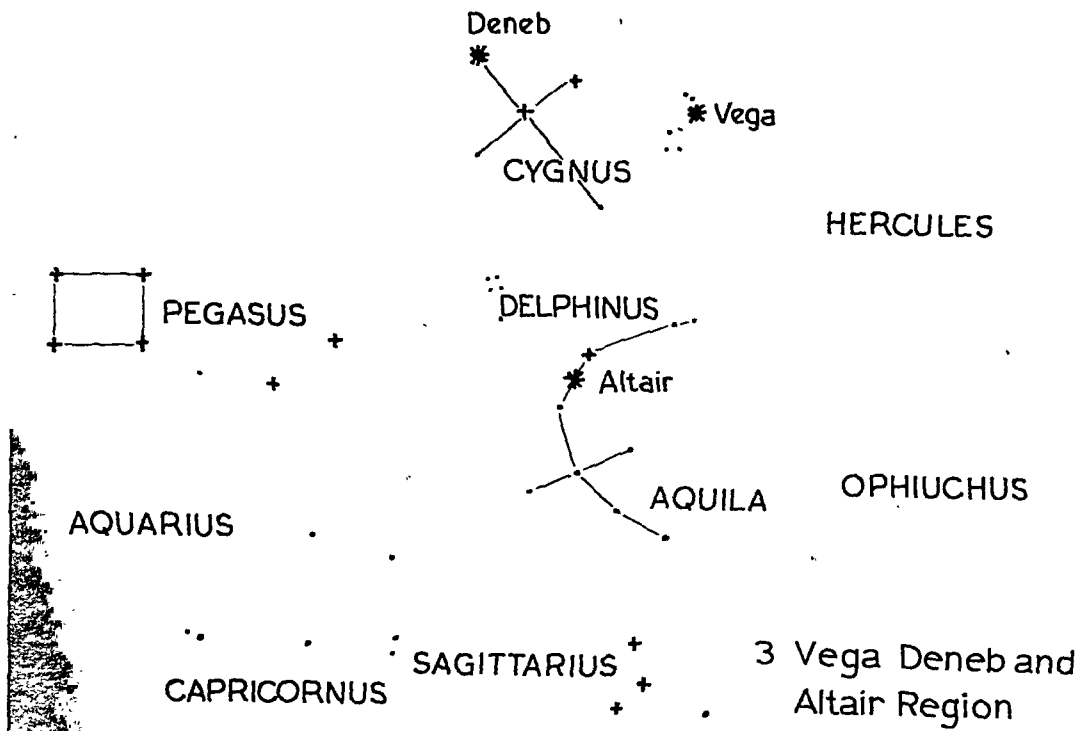 Deneb
Vega
CYGNUS
HERCULES
PEGASUS
DELPHINUS
Altair
AQUILA
OPHIUCHUS
AQUARIUS
SAGITTARIUS
CAPRICORNUS
3 Vega Deneb and
Altair Region